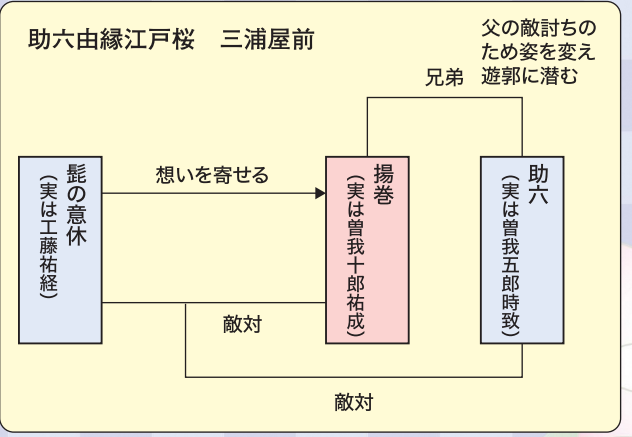 助六由縁江戸桜　三浦屋前
父の敵討ちの
ため姿を変え
遊郭に潜む
兄弟
想いを寄せる
髭の意休
（実は工藤祐経）
揚巻
（実は曽我十郎祐成）
助六
（実は曽我五郎時致）
敵対
敵対